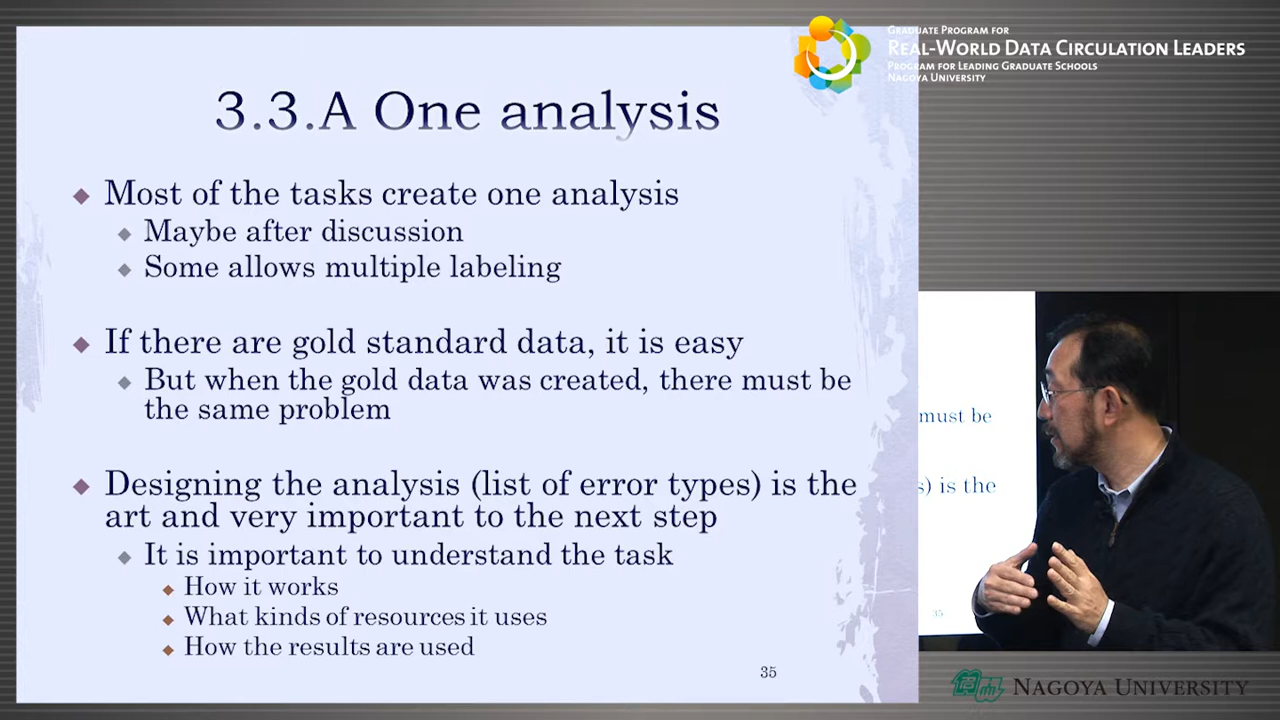 GRADUATE PROGRAM FOR
REAL-WORLD DATA CIRCULATION LEADERS
PROGRAM FOR LEADING GRADUATE SCHOOLS
NAGOYA UNIVERSITY
3.3.A One analysis
Most of the tasks create one analysis
Maybe after discussion
Some allows multiple labeling
If there are gold standard data, it is easy
But when the gold data was created, there must be
the same problem
Designing the analysis (list of error types) is the
art and very important to the next step
It is important to understand the task
How it works
What kinds of resources it uses
How the results are used
35
must be
s) is the
35
NAGOYA UNIVERSITY